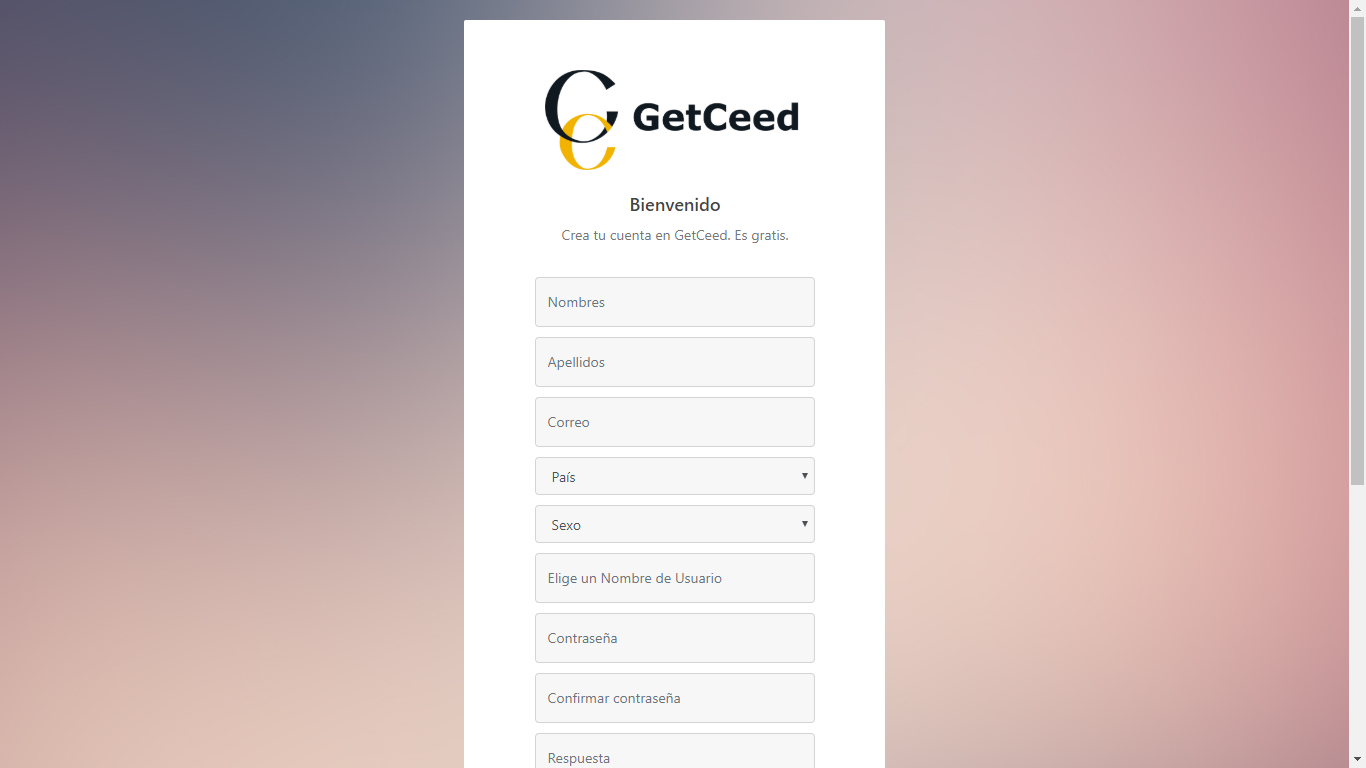 GetCeed
Bienvenido
Crea tu cuenta en GetCeed. Es gratis.
Nombres
Apellidos
Correo
País
Sexo
Elige un Nombre de Usuario
Contraseña
Confirmar contraseña
Respuesta